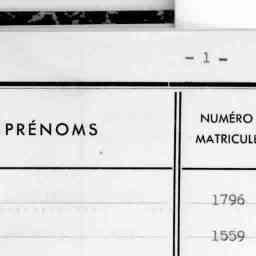 - 1 -
PRÉNOMS
NUMÉRO
MATRICULE
1796
1559